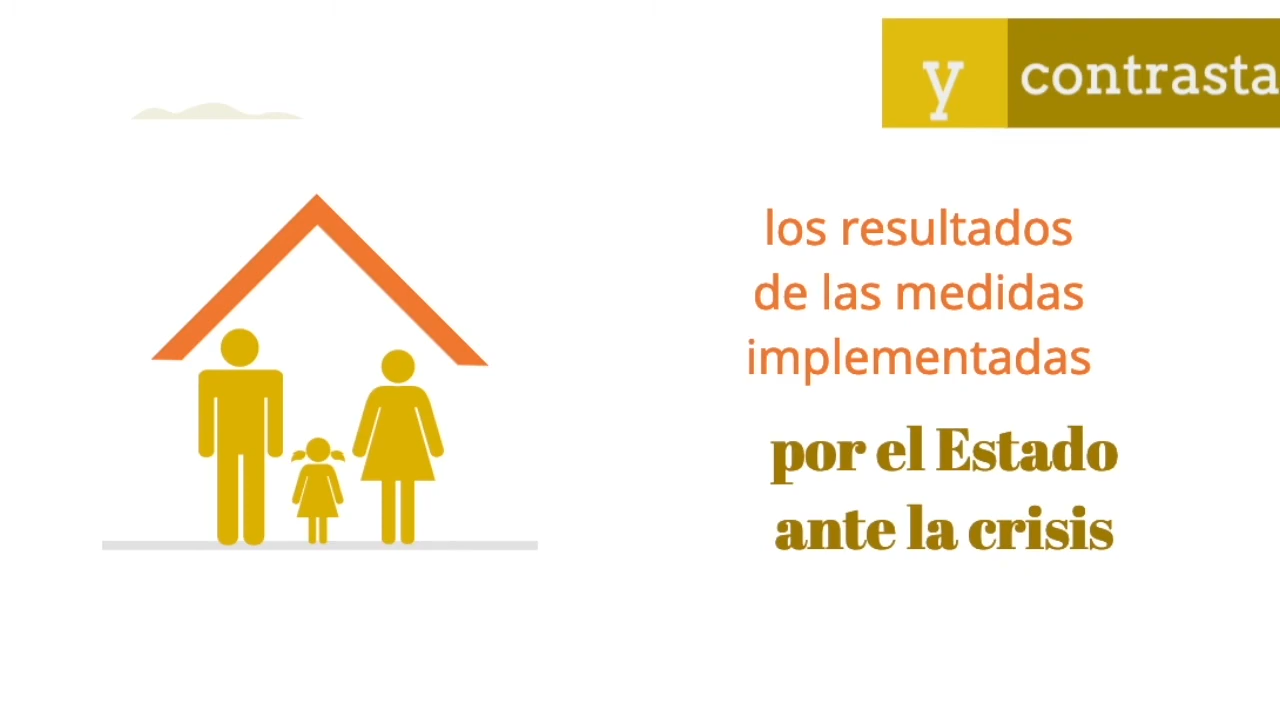 y contrasta
los resultados
de las medidas
implementadas
por el Estado
ante la crisis